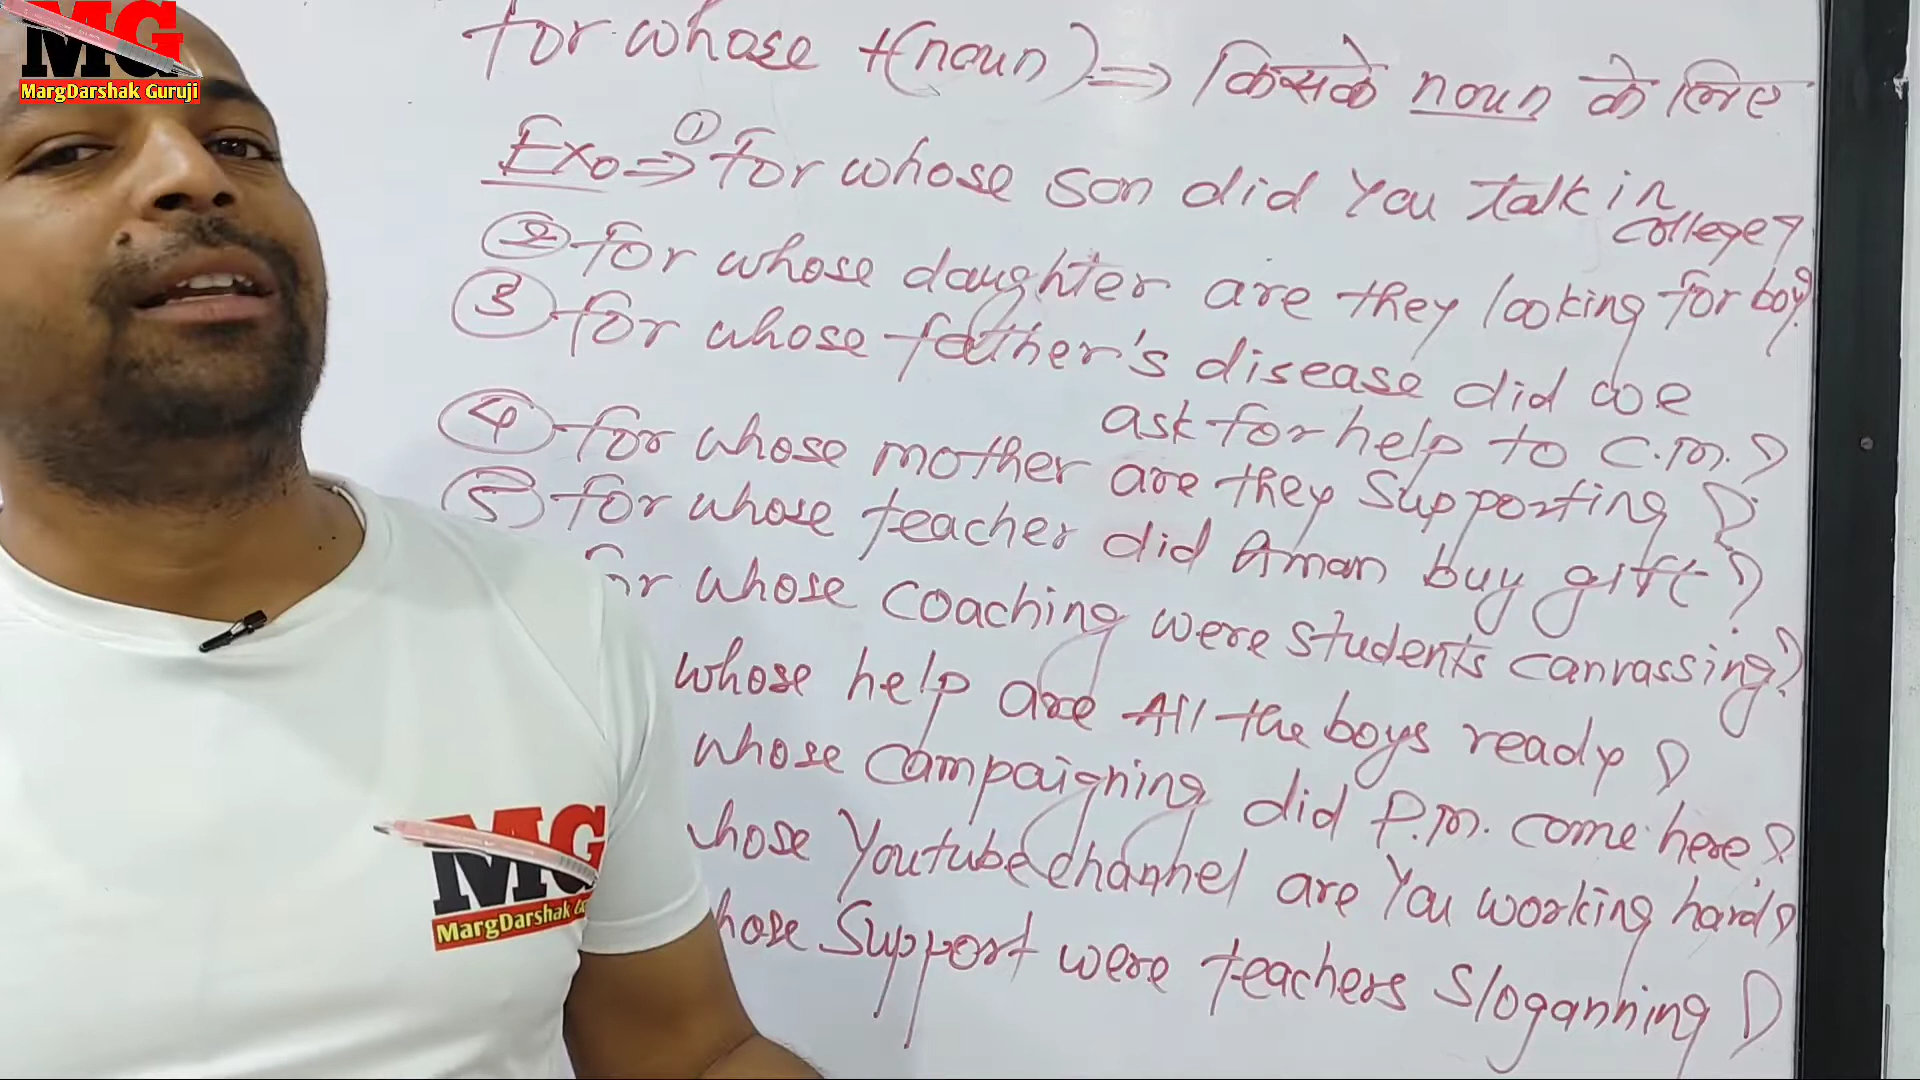 MG
MargDarshak Guruji
for whose +(noun) ⇒ किसके noun के लिए
Ex. ⇒ ① for whose son did you talk in college?
② for whose daughter are they looking for boy?
③ for whose father's disease did we
ask for help to C.M.?
④ for whose mother are they Supporting?
⑤ for whose teacher did Aman buy gift?
for whose coaching were students canvassing?
whose help are All the boys ready?
whose campaigning did P.M. come here?
whose Youtube channel are You working hard?
whose Support were teachers Sloganning?
MG
MargDarshak